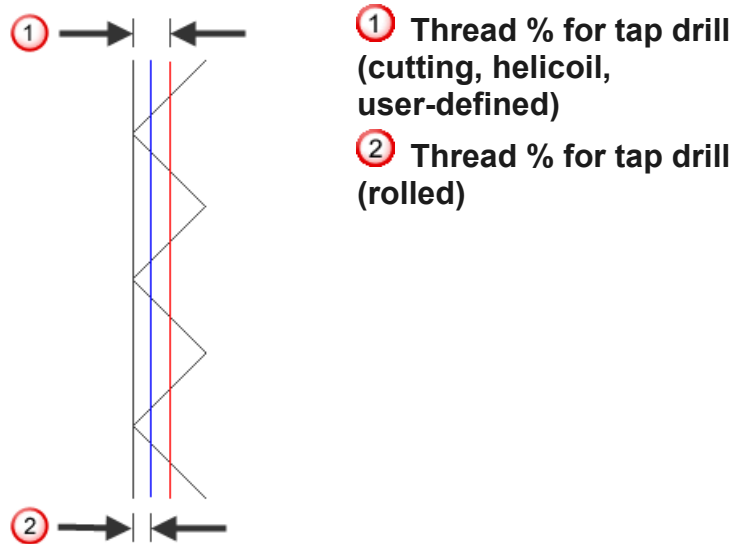 1
1 Thread % for tap drill
(cutting, helicoil,
user-defined)
2 Thread % for tap drill
(rolled)
2